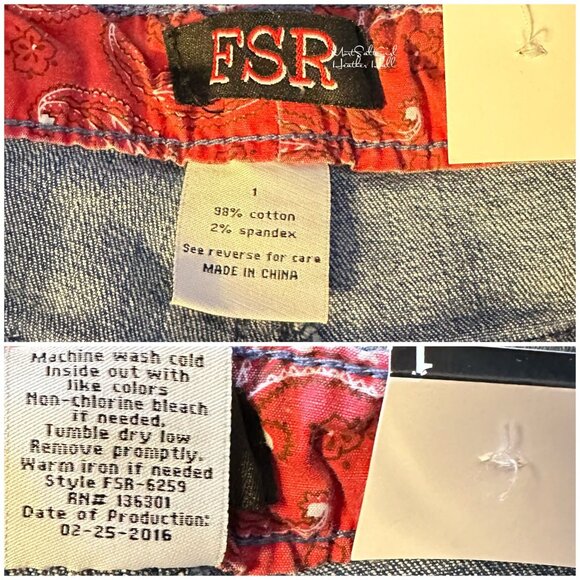 FSR
Heather
1
98% cotton
2% spandex
See reverse for care
MADE IN CHINA
Machine wash cold
Inside out with
like colors
Non-chlorine bleach
if needed.
Tumble dry low
Remove promptly.
Warm iron if needed
Style FSR-6259
RN# 136301
Date of Production:
02-25-2016